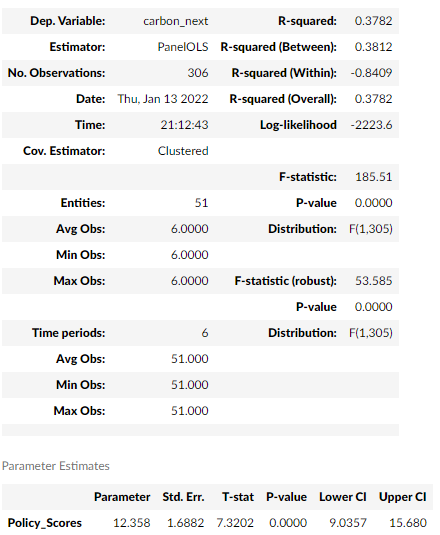 Dep. Variable: carbon_next R-squared: 0.3782
Estimator: PanelOLS R-squared (Between): 0.3812
No. Observations: 306 R-squared (Within): -0.8409
Date: Thu, Jan 13 2022 R-squared (Overall): 0.3782
Time: 21:12:43 Log-likelihood -2223.6
Cov. Estimator: Clustered
F-statistic: 185.51
Entities: 51 P-value 0.0000
Avg Obs: 6.0000 Distribution: F(1,305)
Min Obs: 6.0000
Max Obs: 6.0000 F-statistic (robust): 53.585
P-value 0.0000
Time periods: 6 Distribution: F(1,305)
Avg Obs: 51.000
Min Obs: 51.000
Max Obs: 51.000
Parameter Estimates
Parameter Std. Err. T-stat P-value Lower CI Upper CI
Policy_Scores 12.358 1.6882 7.3202 0.0000 9.0357 15.680